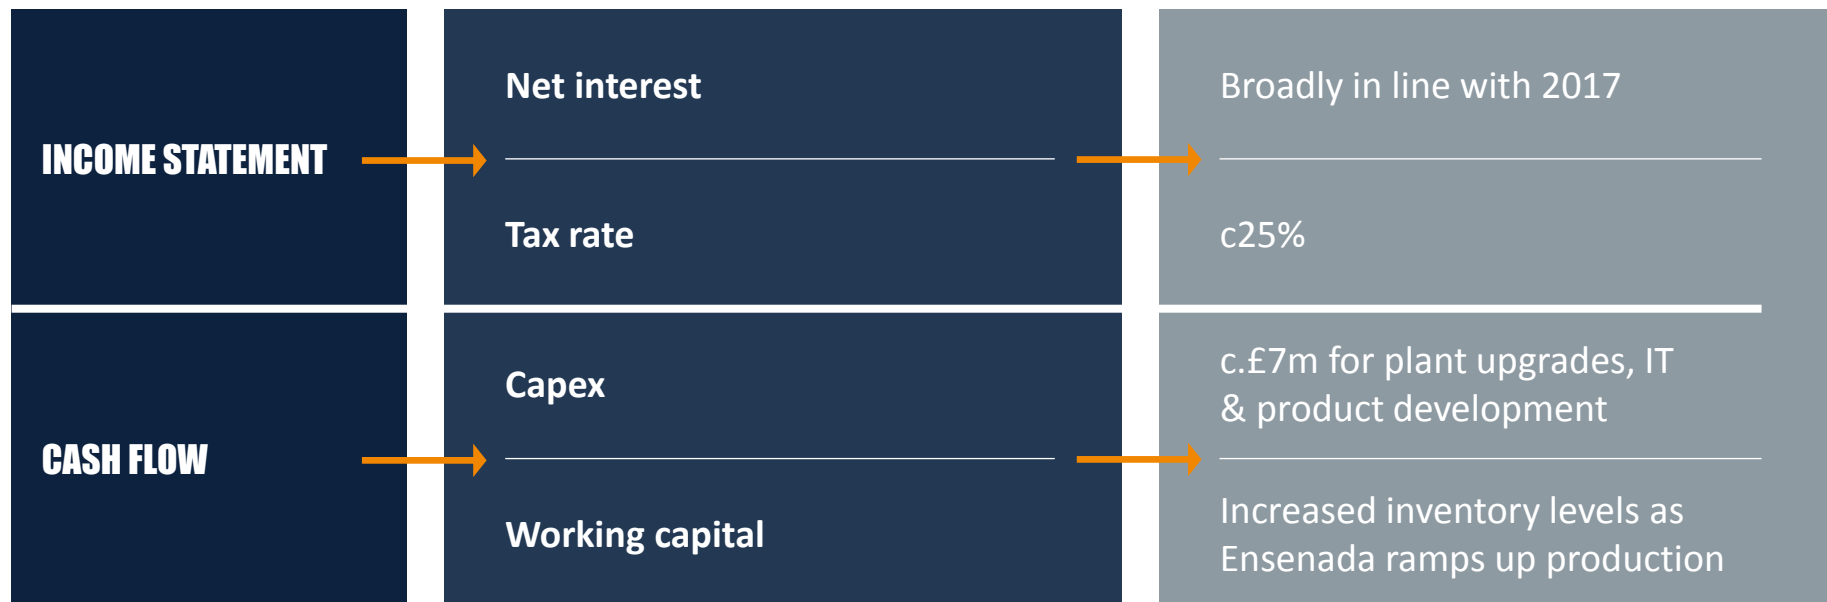 INCOME STATEMENT
Net interest
Broadly in line with 2017
Tax rate
c25%
CASH FLOW
Capex
c.£7m for plant upgrades, IT
& product development
Working capital
Increased inventory levels as
Ensenada ramps up production